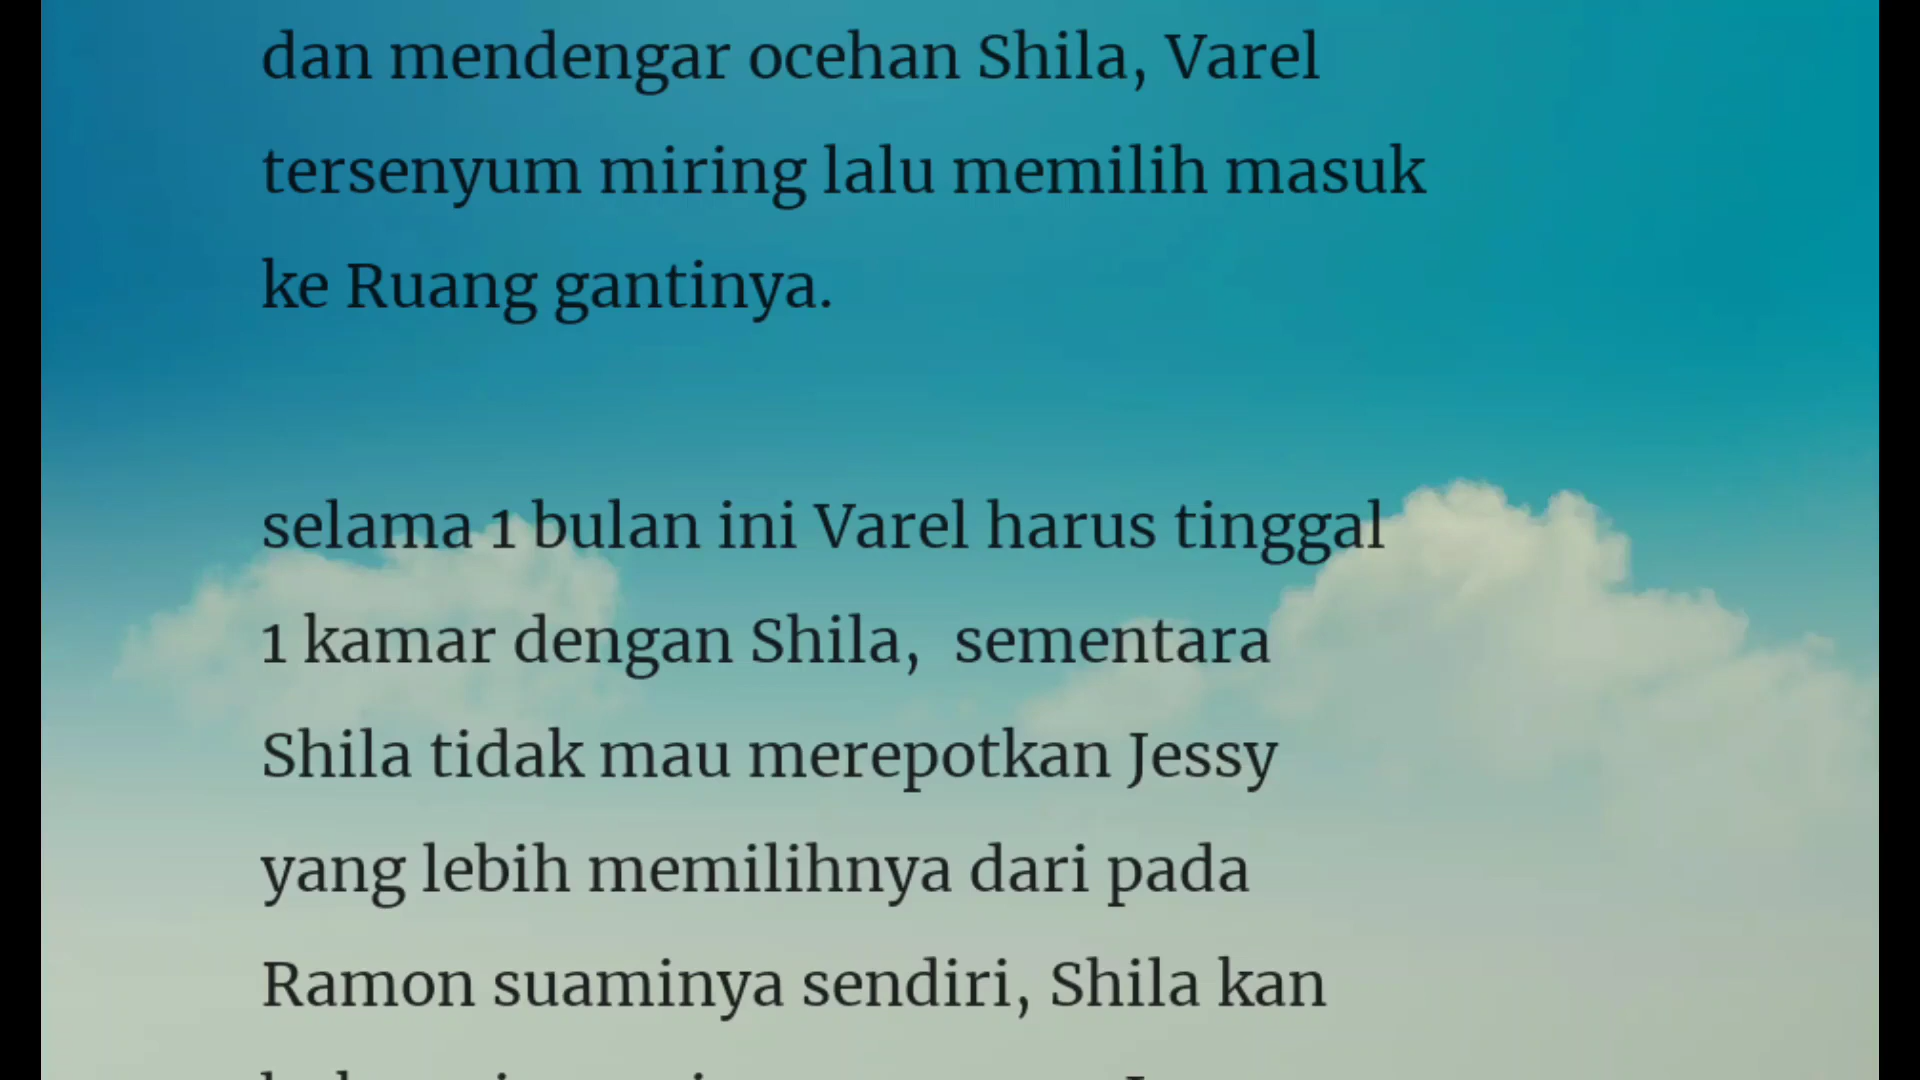 dan mendengar ocehan Shila, Varel
tersenyum miring lalu memilih masuk
ke Ruang gantinya.
selama 1 bulan ini Varel harus tinggal
1 kamar dengan Shila,  sementara
Shila tidak mau merepotkan Jessy
yang lebih memilihnya dari pada
Ramon suaminya sendiri, Shila kan